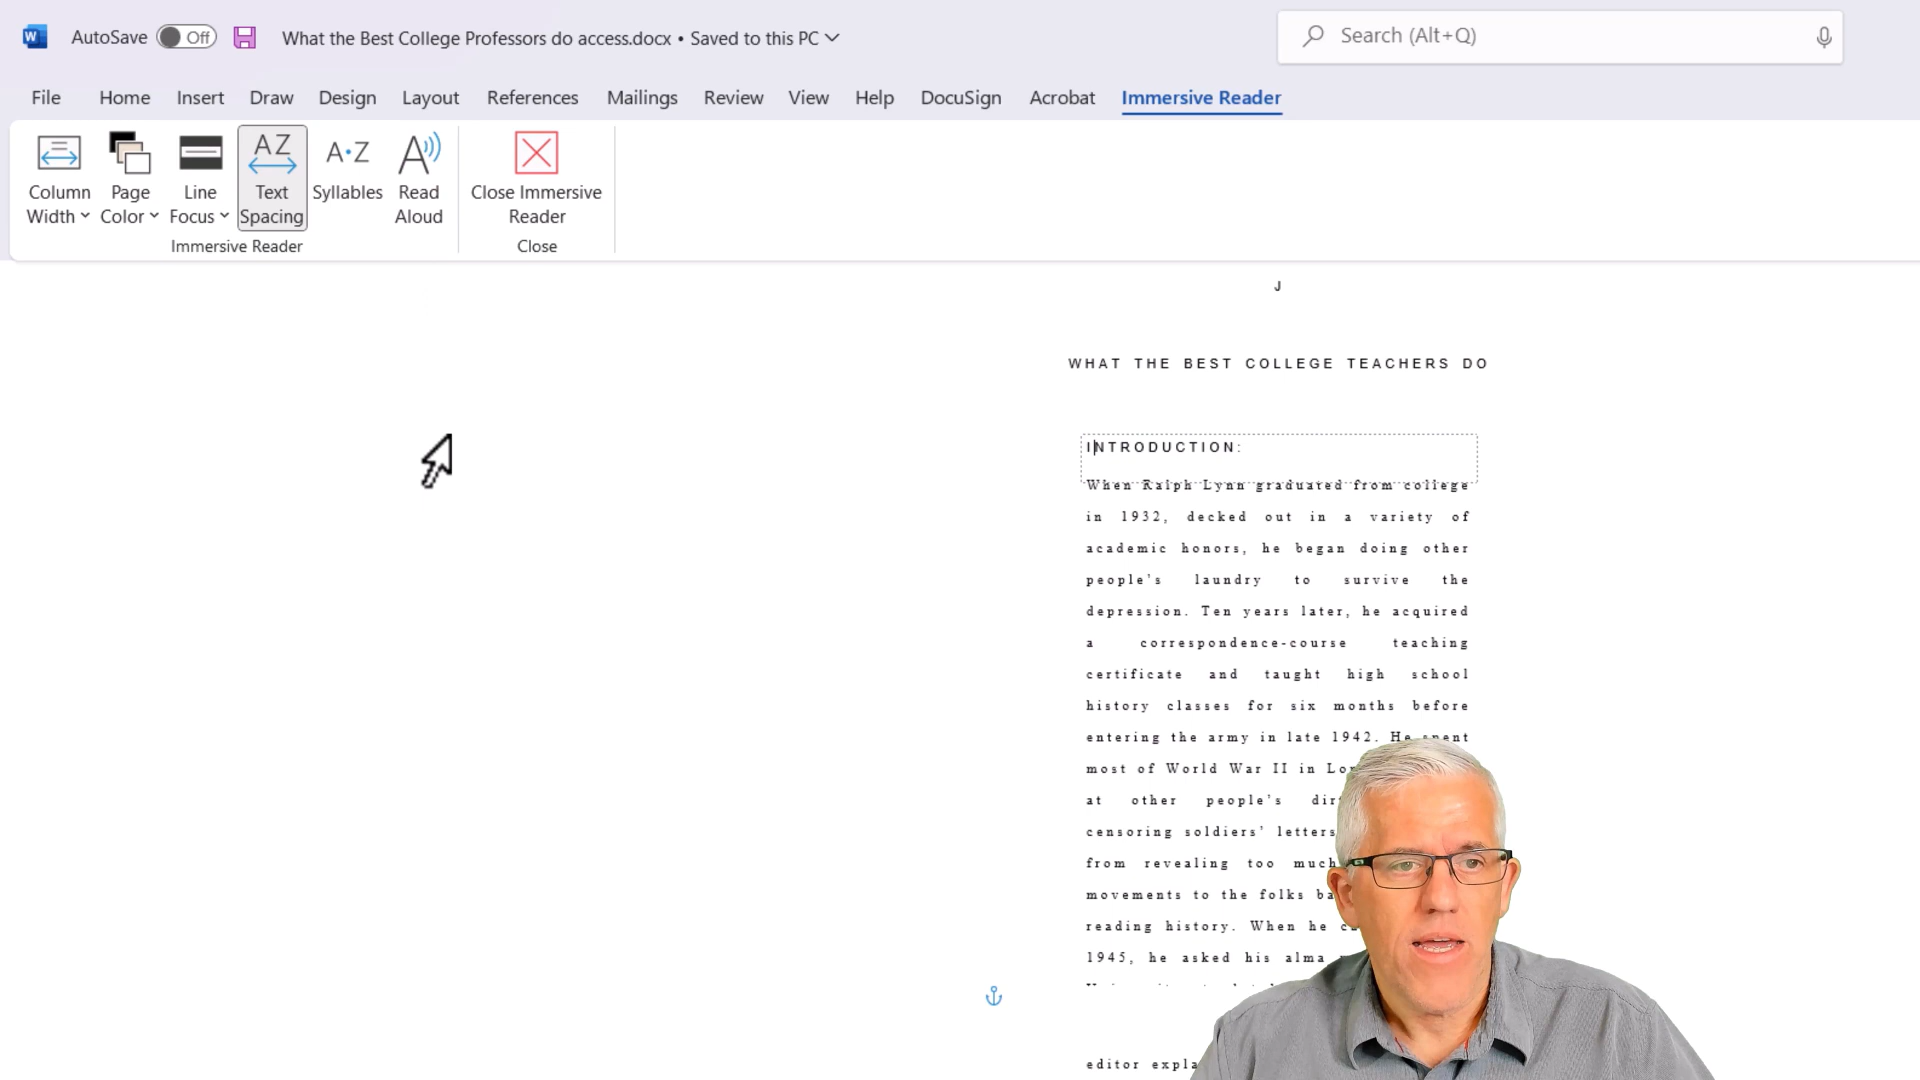 W AutoSave Off What the Best College Professors do access.docx • Saved to this PC Search (Alt+Q)
File Home Insert Draw Design Layout References Mailings Review View Help DocuSign Acrobat Immersive Reader
Column Width
Page Color
Line Focus
AZ Text Spacing
A•Z Syllables
A Read Aloud
Close Immersive Reader
Immersive Reader
Close
J
WHAT THE BEST COLLEGE TEACHERS DO
INTRODUCTION:
When Ralph Lynn graduated from college
in 1932, decked out in a variety of
academic honors, he began doing other
people's laundry to survive the
depression. Ten years later, he acquired
a correspondence-course teaching
certificate and taught high school
history classes for six months before
entering the army in late 1942. He spent
most of World War II in
at other people's
censoring soldiers' letters
from revealing too much
movements to the folks
reading history. When he
1945, he asked his alma
editor